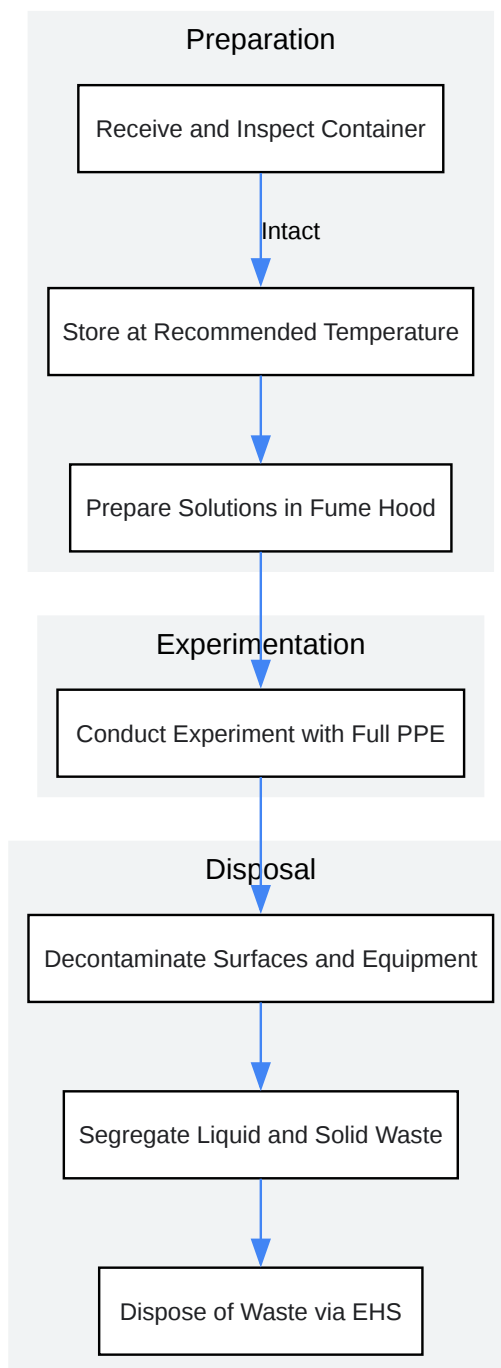 Preparation
Receive and Inspect Container
Intact
Store at Recommended Temperature
Prepare Solutions in Fume Hood
Experimentation
Conduct Experiment with Full PPE
Disposal
Decontaminate Surfaces and Equipment
Segregate Liquid and Solid Waste
Dispose of Waste via EHS